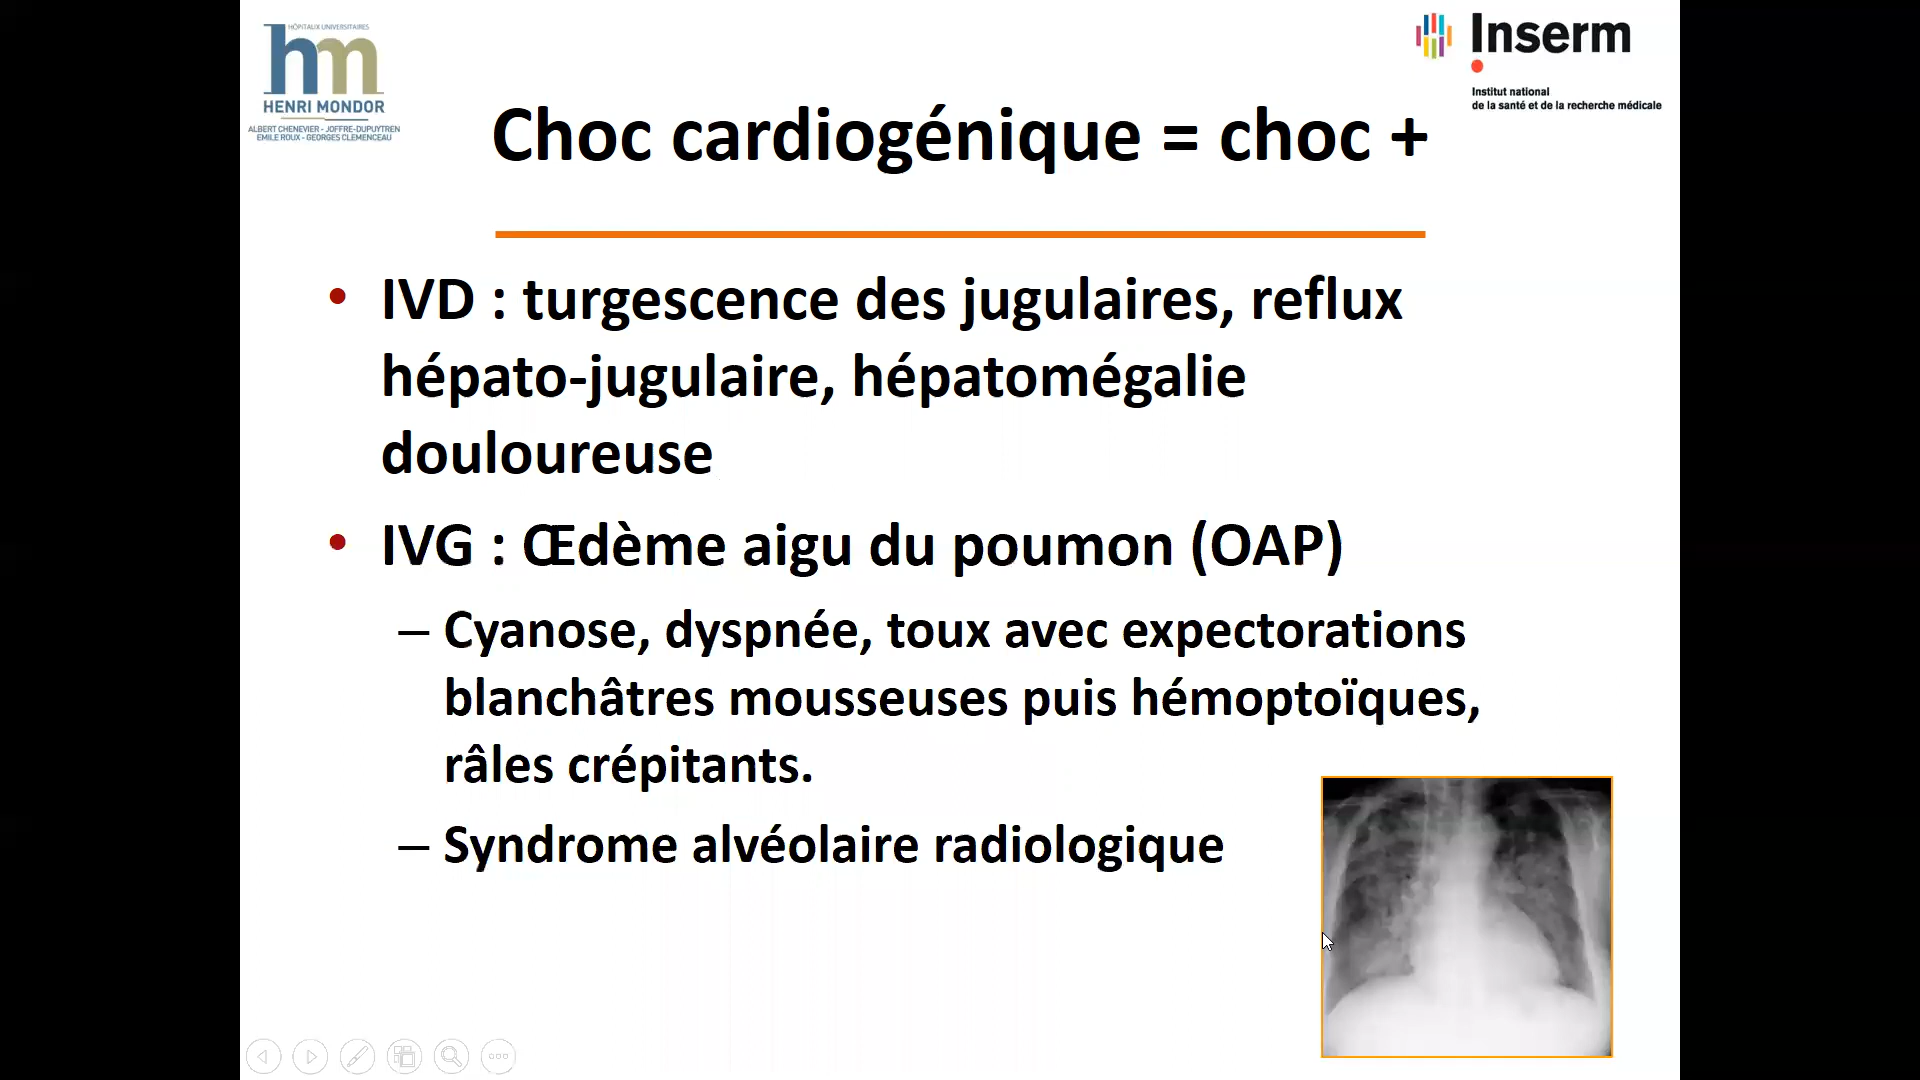 HÔPITAUX UNIVERSITAIRES
hm
HENRI MONDOR
ALBERT CHENEVIER - JOFFRE-DUPUYTREN
EMILE ROUX - GEORGES CLEMENCEAU
Inserm
Institut national
de la santé et de la recherche médicale
Choc cardiogénique = choc +
• IVD : turgescence des jugulaires, reflux
hépato-jugulaire, hépatomégalie
douloureuse
• IVG : Œdème aigu du poumon (OAP)
– Cyanose, dyspnée, toux avec expectorations
blanchâtres mousseuses puis hémoptoïques,
râles crépitants.
– Syndrome alvéolaire radiologique